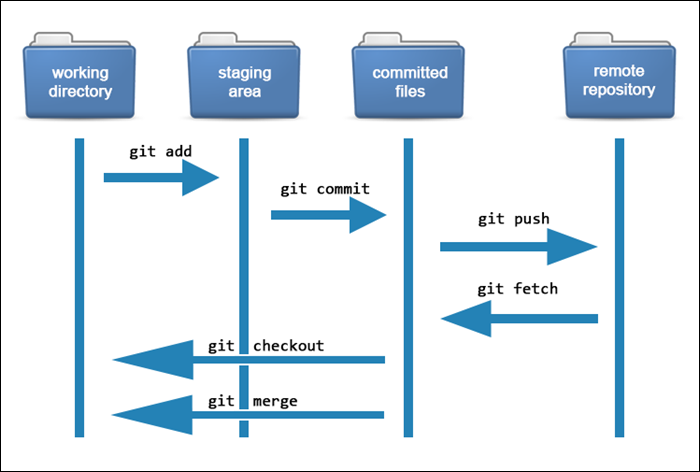 working
directory
staging
area
committed
files
remote
repository
git add
git commit
git push
git fetch
git checkout
git merge